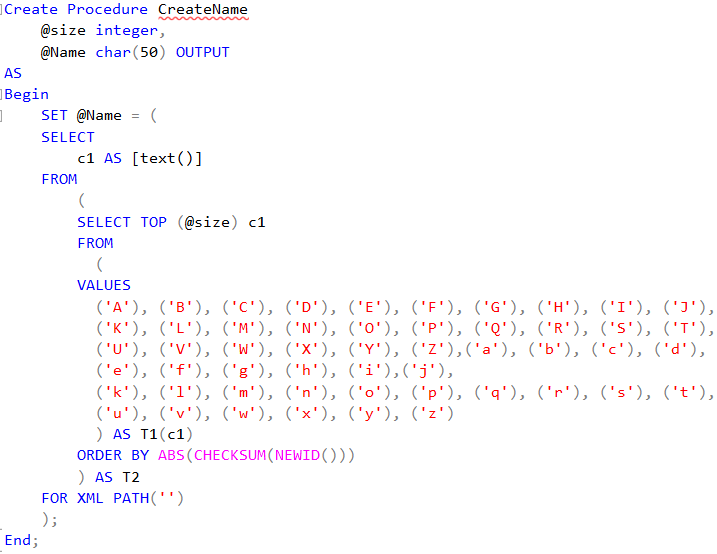 Create Procedure CreateName
@size integer,
@Name char(50) OUTPUT
AS
Begin
SET @Name = (
SELECT
c1 AS [text()]
FROM
(
SELECT TOP (@size) c1
FROM
(
VALUES
('A'), ('B'), ('C'), ('D'), ('E'), ('F'), ('G'), ('H'), ('I'), ('J'),
('K'), ('L'), ('M'), ('N'), ('O'), ('P'), ('Q'), ('R'), ('S'), ('T'),
('U'), ('V'), ('W'), ('X'), ('Y'), ('Z'),('a'), ('b'), ('c'), ('d'),
('e'), ('f'), ('g'), ('h'), ('i'),('j'),
('k'), ('l'), ('m'), ('n'), ('o'), ('p'), ('q'), ('r'), ('s'), ('t'),
('u'), ('v'), ('w'), ('x'), ('y'), ('z')
) AS T1(c1)
ORDER BY ABS(CHECKSUM(NEWID()))
) AS T2
FOR XML PATH('')
);
End;